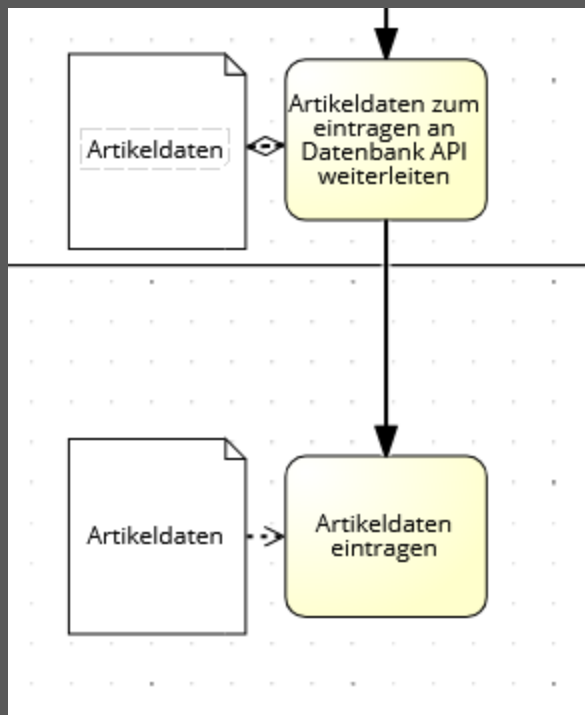 Artikeldaten
Artikeldaten zum
eintragen an
Datenbank API
weiterleiten
Artikeldaten
Artikeldaten
eintragen